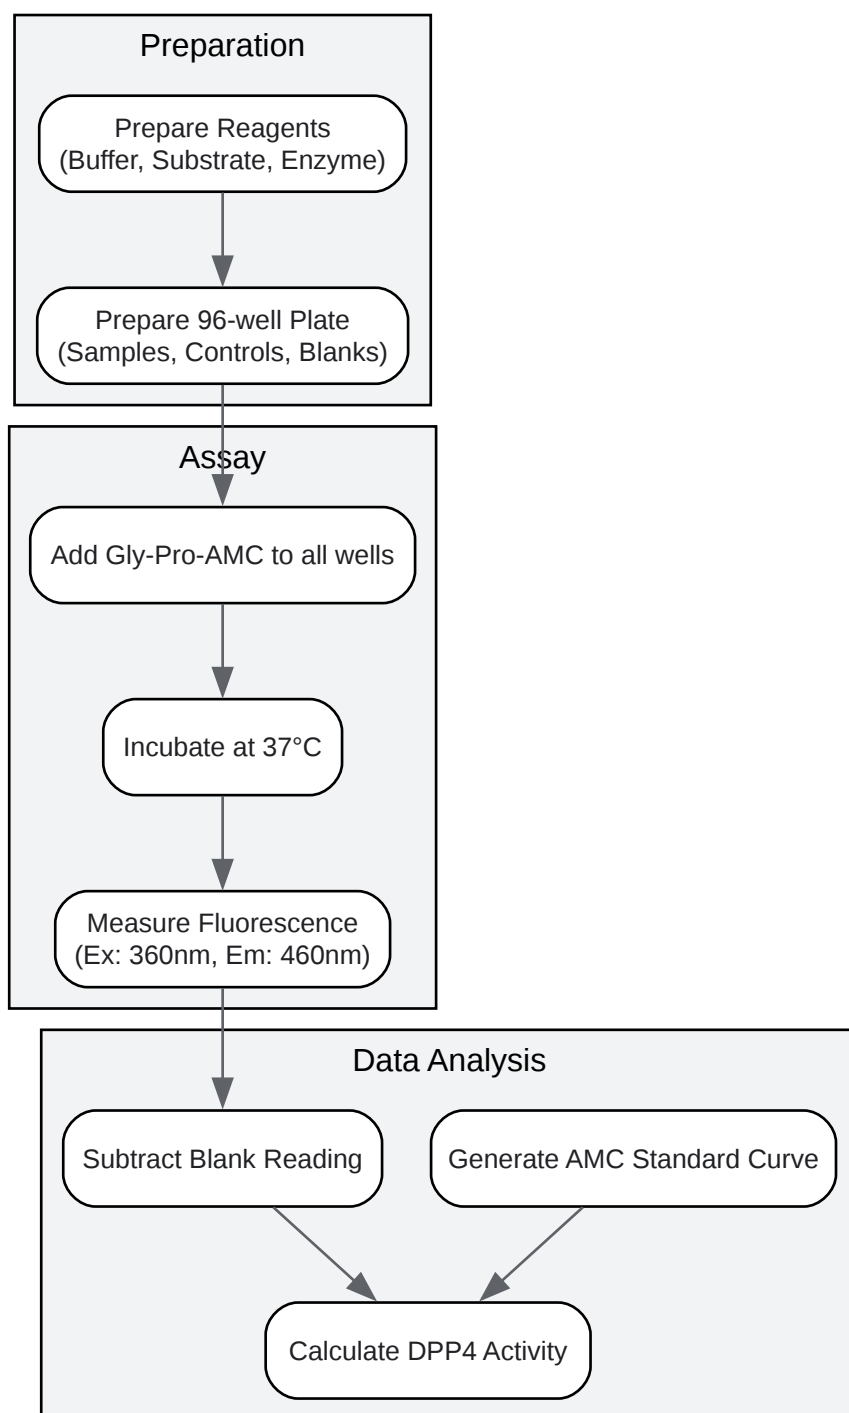 Preparation
Prepare Reagents
(Buffer, Substrate, Enzyme)
Prepare 96-well Plate
(Samples, Controls, Blanks)
Assay
Add Gly-Pro-AMC to all wells
Incubate at 37°C
Measure Fluorescence
(Ex: 360nm, Em: 460nm)
Data Analysis
Subtract Blank Reading
Generate AMC Standard Curve
Calculate DPP4 Activity